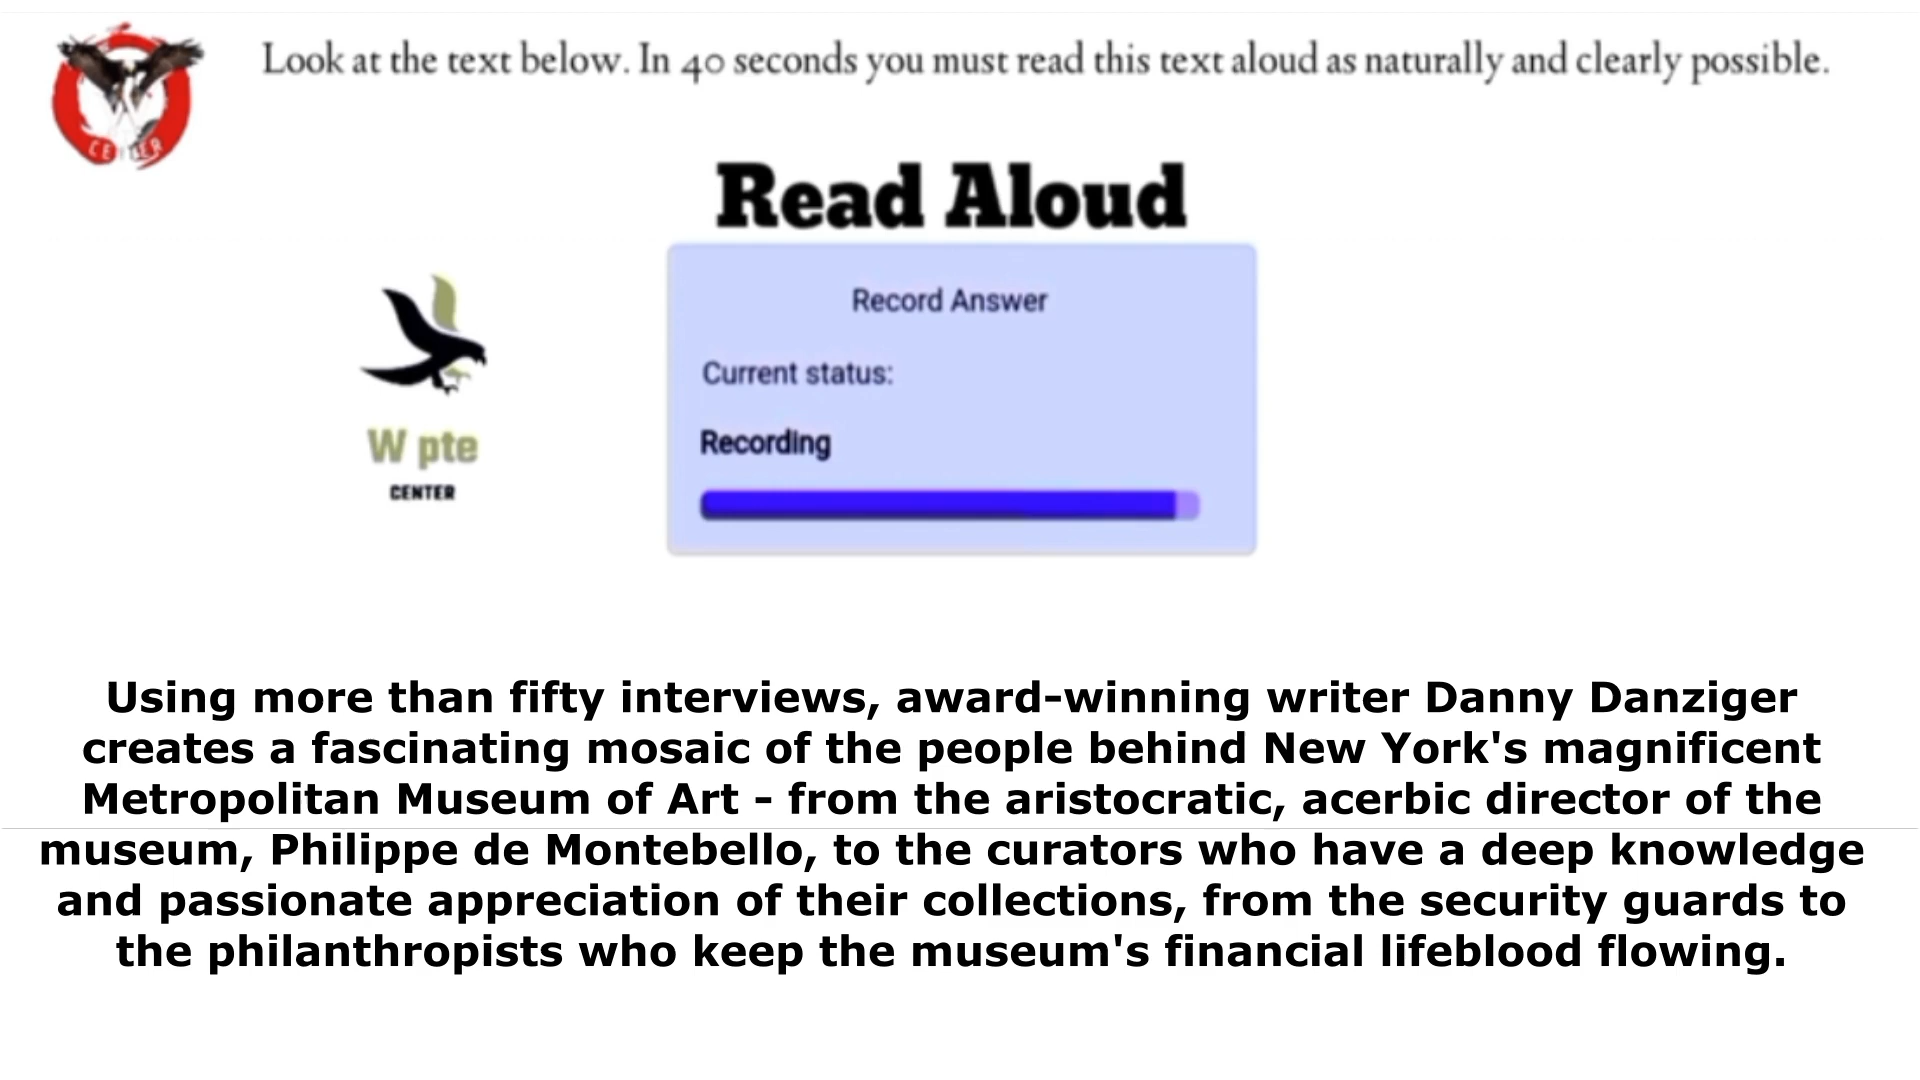 Look at the text below. In 40 seconds you must read this text aloud as naturally and clearly possible.
CENTER
Read Aloud
Record Answer
Current status:
Recording
W pte
CENTER
Using more than fifty interviews, award-winning writer Danny Danziger
creates a fascinating mosaic of the people behind New York's magnificent
Metropolitan Museum of Art - from the aristocratic, acerbic director of the
museum, Philippe de Montebello, to the curators who have a deep knowledge
and passionate appreciation of their collections, from the security guards to
the philanthropists who keep the museum's financial lifeblood flowing.